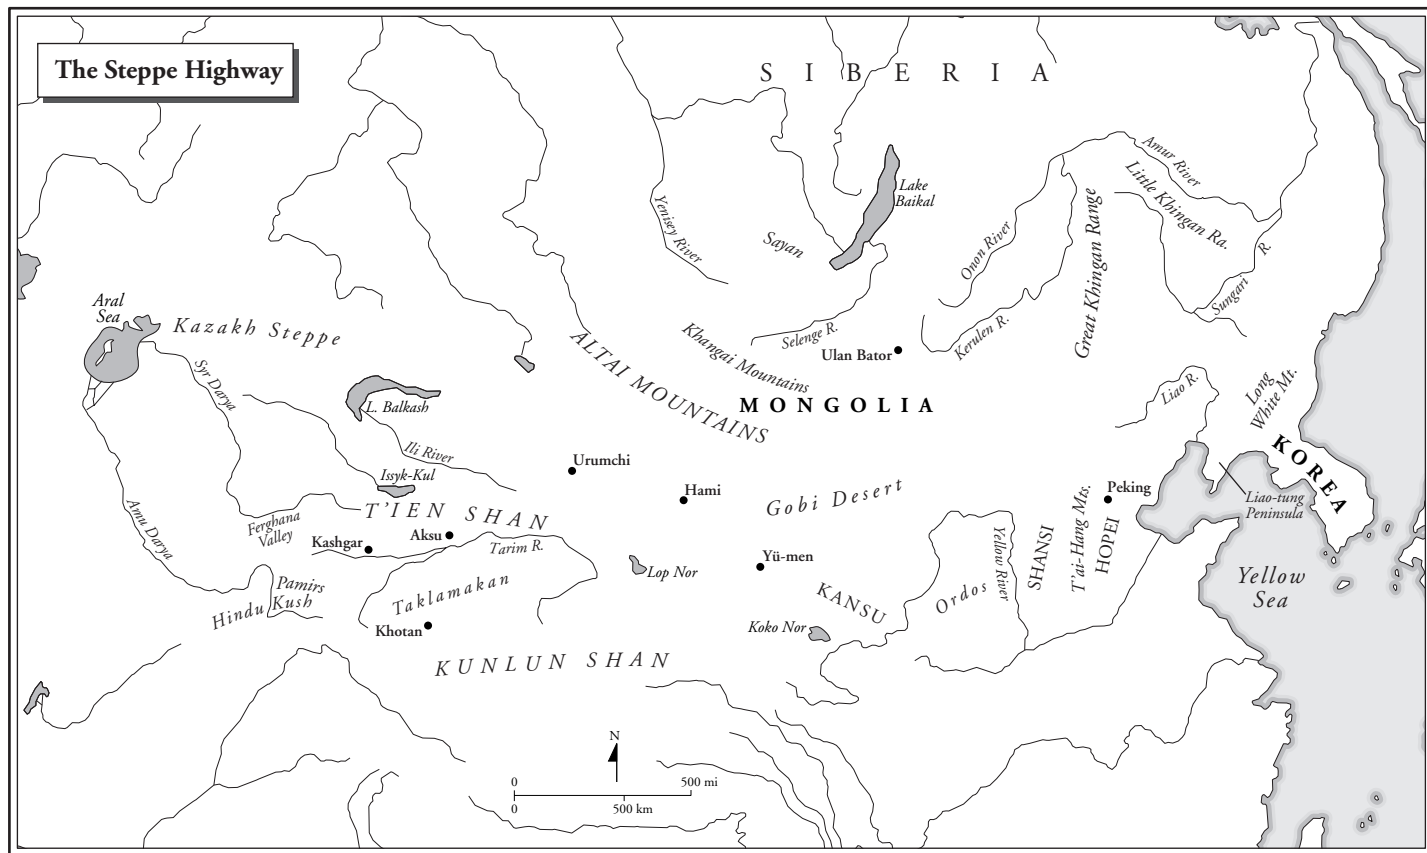 The Steppe Highway
SIBERIA
Amur River
Little Khingan Ra.
Lake
Baikal
Yenisey River
Sayan
Onon River
Great Khingan Range
Sungari R.
Aral
Sea
Kazakh Steppe
Selenge R.
Kerulen R.
Khangai Mountains
Ulan Bator
ALTAI MOUNTAINS
Syr Darya
L. Balkash
MONGOLIA
Liao R.
Long
White Mt.
Ili River
Urumchi
KOREA
Issyk-Kul
Hami
Gobi Desert
Peking
Liao-tung
Peninsula
T'IEN SHAN
Ferghana
Valley
Amu Darya
Kashgar
Aksu
Tarim R.
Yellow River
SHANSI
T'ai-Hang Mts.
HOPEI
Lop Nor
Yü-men
Yellow
Sea
Pamirs
Hindu Kush
Taklamakan
KANSU
Ordos
Khotan
Koko Nor
KUNLUN SHAN
N
0 500 mi
0 500 km